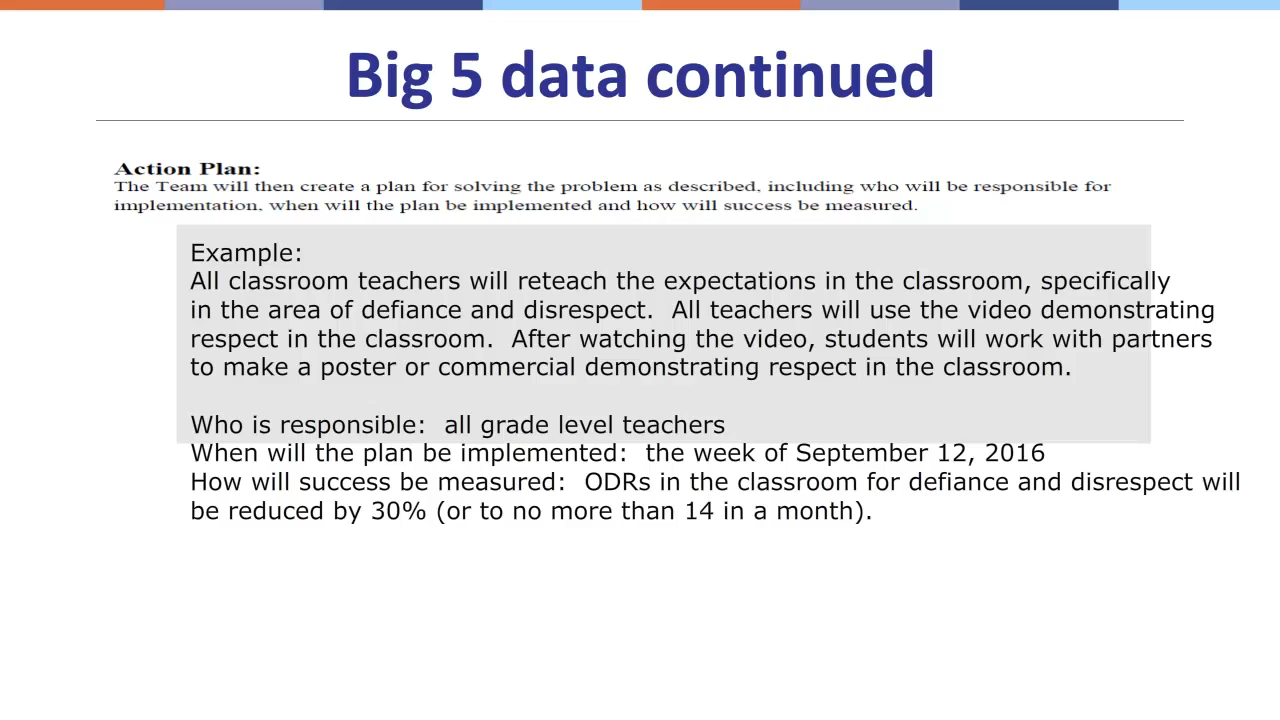 Big 5 data continued
Action Plan:
The Team will then create a plan for solving the problem as described, including who will be responsible for
implementation, when will the plan be implemented and how will success be measured.
Example:
All classroom teachers will reteach the expectations in the classroom, specifically
in the area of defiance and disrespect.  All teachers will use the video demonstrating
respect in the classroom.  After watching the video, students will work with partners
to make a poster or commercial demonstrating respect in the classroom.
Who is responsible:  all grade level teachers
When will the plan be implemented:  the week of September 12, 2016
How will success be measured:  ODRs in the classroom for defiance and disrespect will
be reduced by 30% (or to no more than 14 in a month).